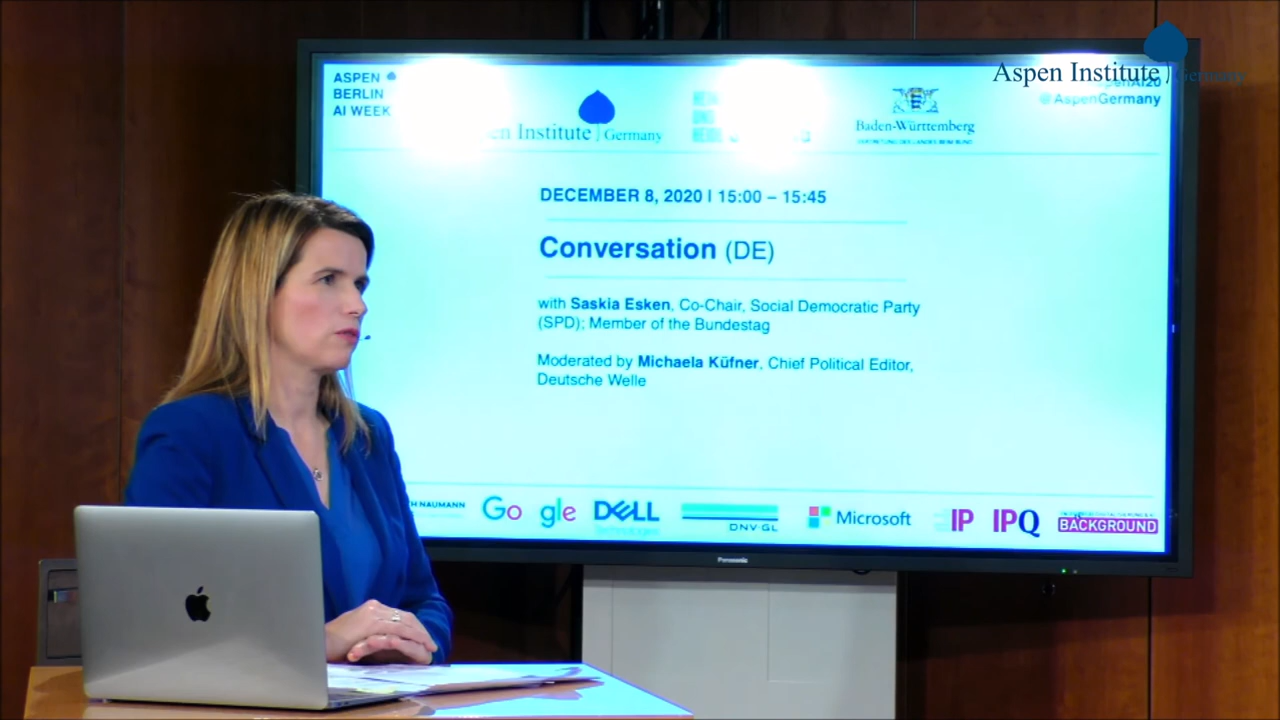 Aspen Institute Germany
ASPEN
BERLIN
AI WEEK
Institute Germany
Baden-Württemberg
@AspenGermany
DECEMBER 8, 2020 I 15:00 – 15:45
Conversation (DE)
with Saskia Esken, Co-Chair, Social Democratic Party
(SPD); Member of the Bundestag
Moderated by Michaela Küfner, Chief Political Editor,
Deutsche Welle
NAUMANN
Google
DELL
DNV·GL
Microsoft
IP
IPQ
BACKGROUND
Panasonic